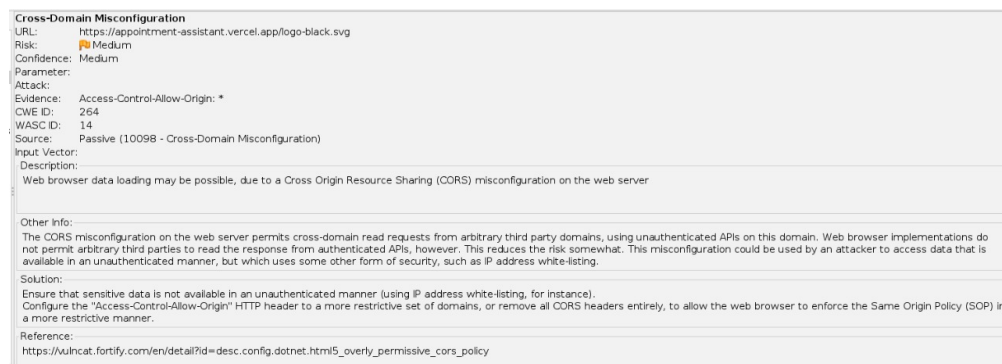 Cross-Domain Misconfiguration
URL: https://appointment-assistant.vercel.app/logo-black.svg
Risk: Medium
Confidence: Medium
Parameter:
Attack:
Evidence: Access-Control-Allow-Origin: *
CWE ID: 264
WASC ID: 14
Source: Passive (10098 - Cross-Domain Misconfiguration)
Input Vector:
Description:
Web browser data loading may be possible, due to a Cross Origin Resource Sharing (CORS) misconfiguration on the web server
Other Info:
The CORS misconfiguration on the web server permits cross-domain read requests from arbitrary third party domains, using unauthenticated APIs on this domain. Web browser implementations do
not permit arbitrary third parties to read the response from authenticated APIs, however. This reduces the risk somewhat. This misconfiguration could be used by an attacker to access data that is
available in an unauthenticated manner, but which uses some other form of security, such as IP address white-listing.
Solution:
Ensure that sensitive data is not available in an unauthenticated manner (using IP address white-listing, for instance).
Configure the "Access-Control-Allow-Origin" HTTP header to a more restrictive set of domains, or remove all CORS headers entirely, to allow the web browser to enforce the Same Origin Policy (SOP) in
a more restrictive manner.
Reference:
https://vulncat.fortify.com/en/detail?id=desc.config.dotnet.html5_overly_permissive_cors_policy